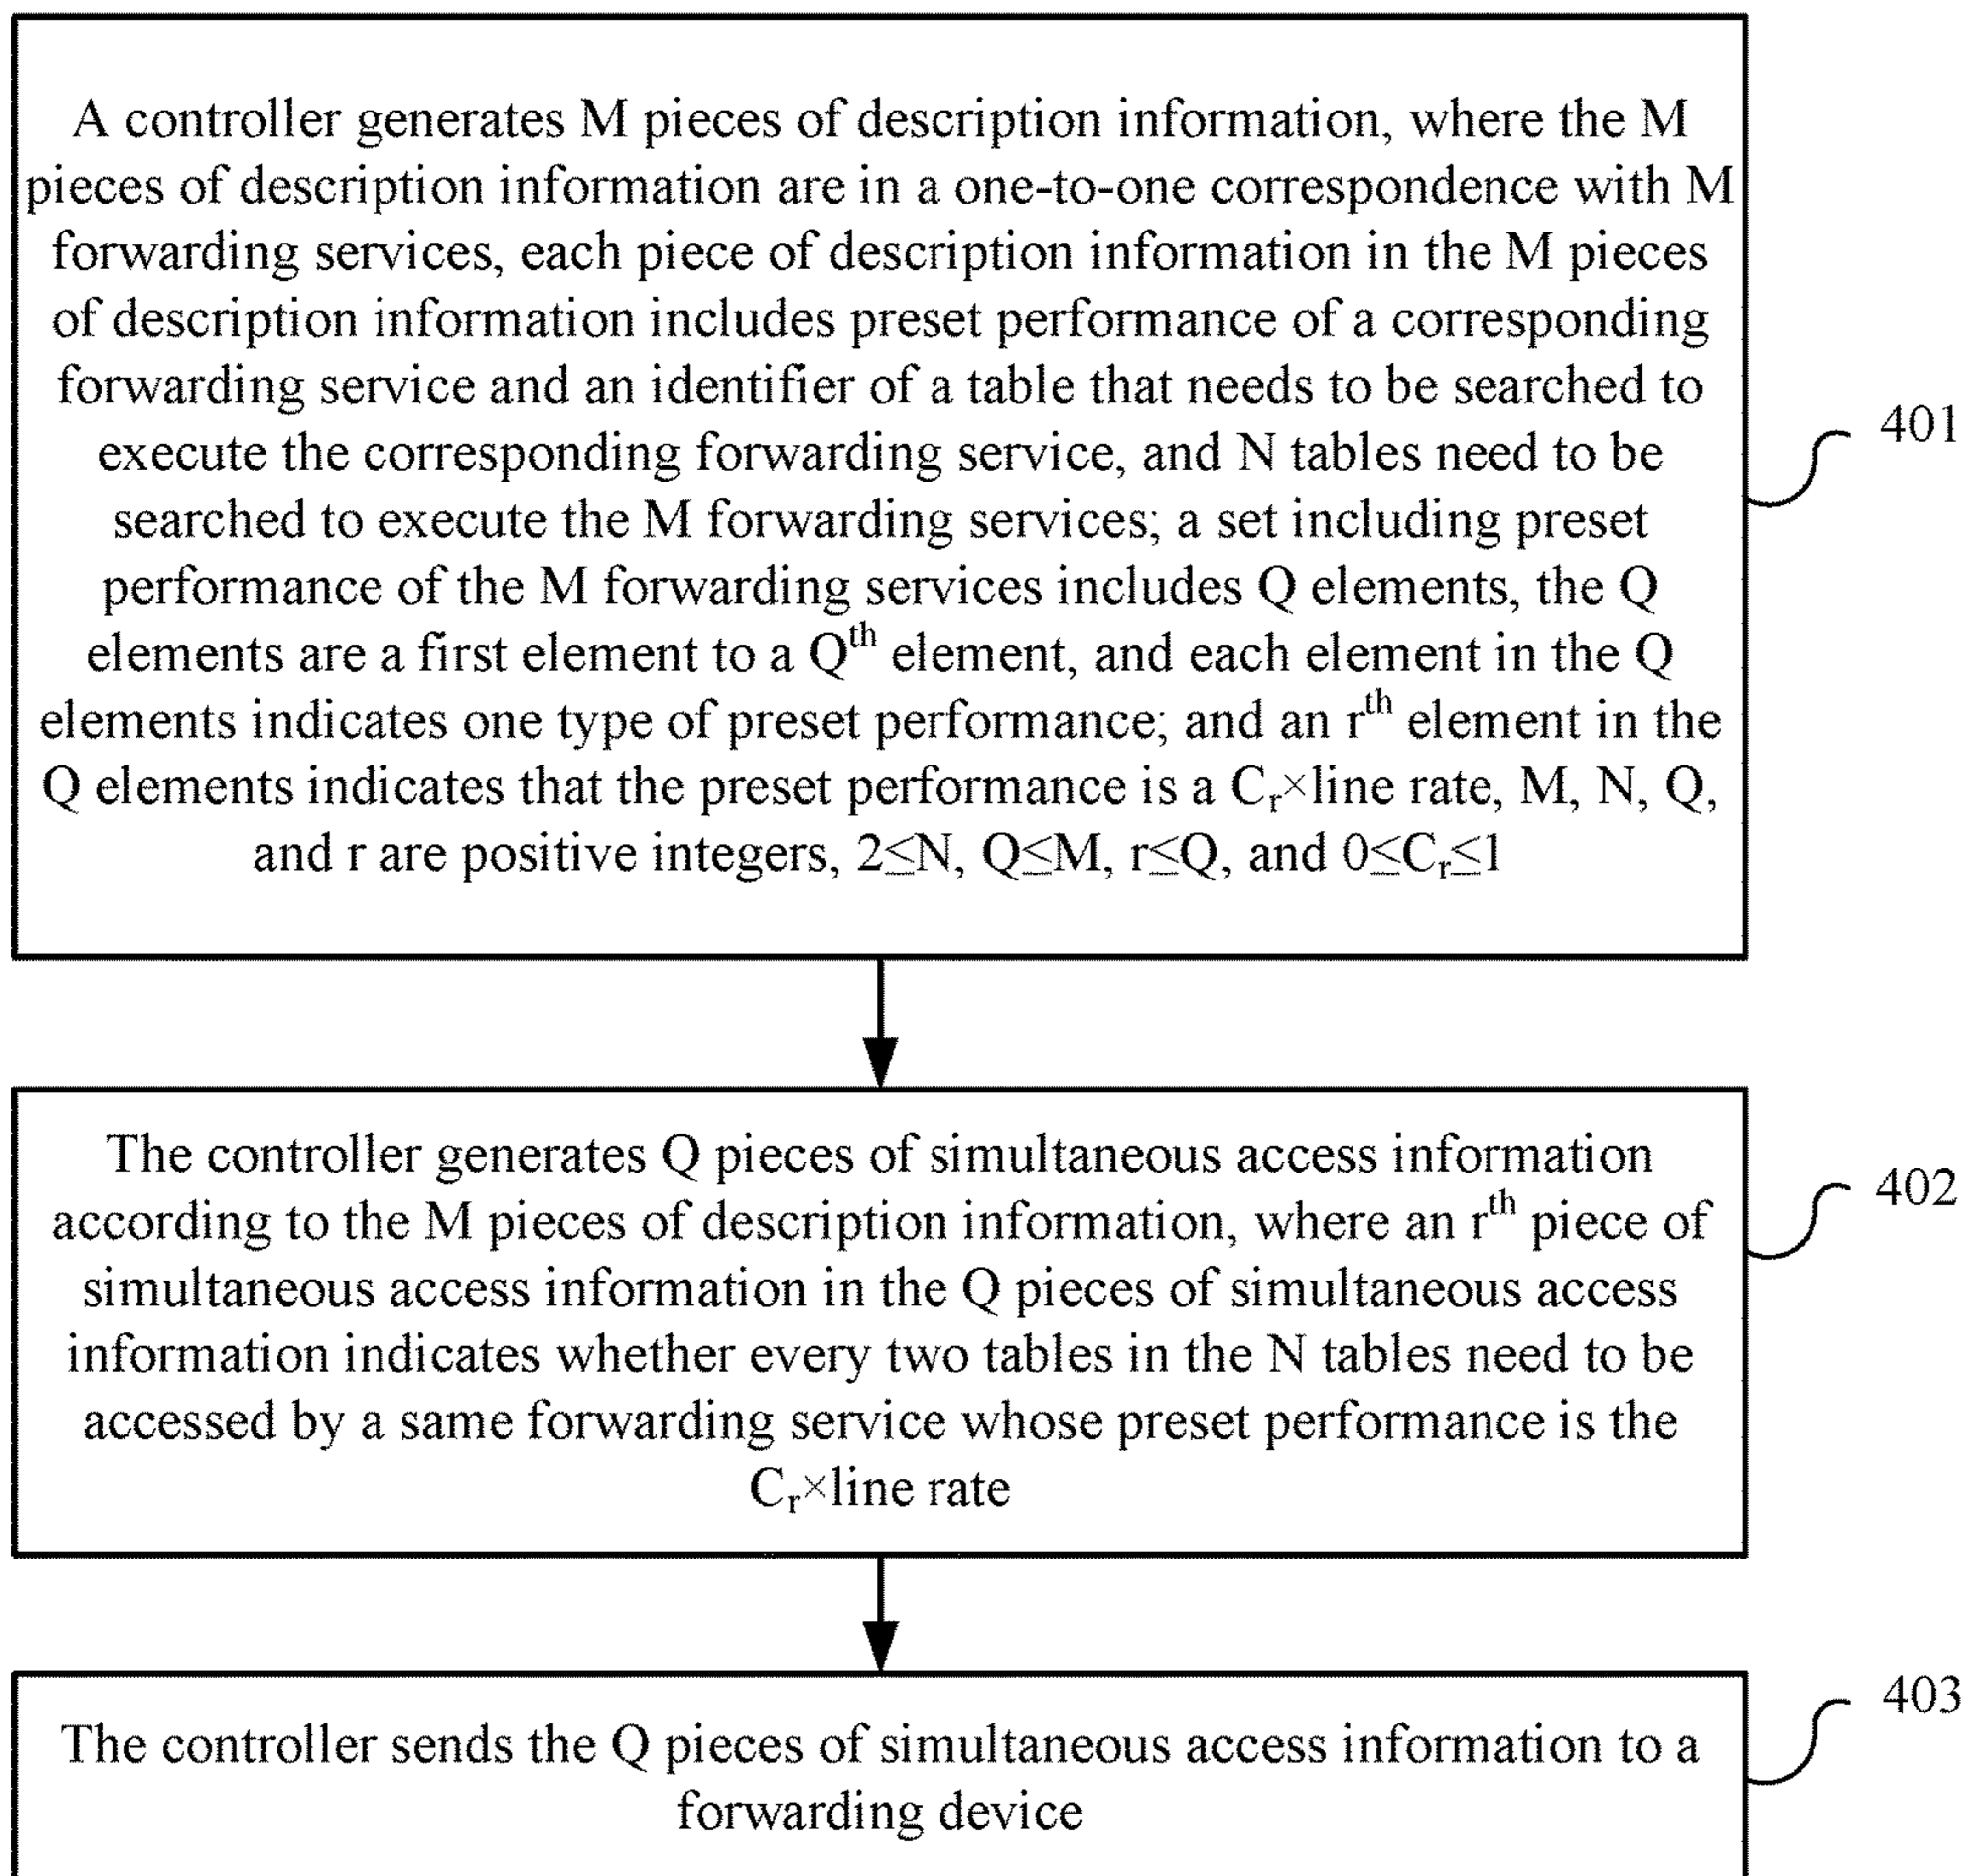 A controller generates M pieces of description information, where the M
pieces of description information are in a one-to-one correspondence with M
forwarding services, each piece of description information in the M pieces
of description information includes preset performance of a corresponding
forwarding service and an identifier of a table that needs to be searched to
execute the corresponding forwarding service, and N tables need to be
searched to execute the M forwarding services; a set including preset
performance of the M forwarding services includes Q elements, the Q
elements are a first element to a Qth element, and each element in the Q
elements indicates one type of preset performance; and an rth element in the
Q elements indicates that the preset performance is a Cr×line rate, M, N, Q,
and r are positive integers, 2≤N, Q≤M, r≤Q, and 0≤Cr≤1
401
The controller generates Q pieces of simultaneous access information
according to the M pieces of description information, where an rth piece of
simultaneous access information in the Q pieces of simultaneous access
information indicates whether every two tables in the N tables need to be
accessed by a same forwarding service whose preset performance is the
Cr×line rate
402
The controller sends the Q pieces of simultaneous access information to a
forwarding device
403